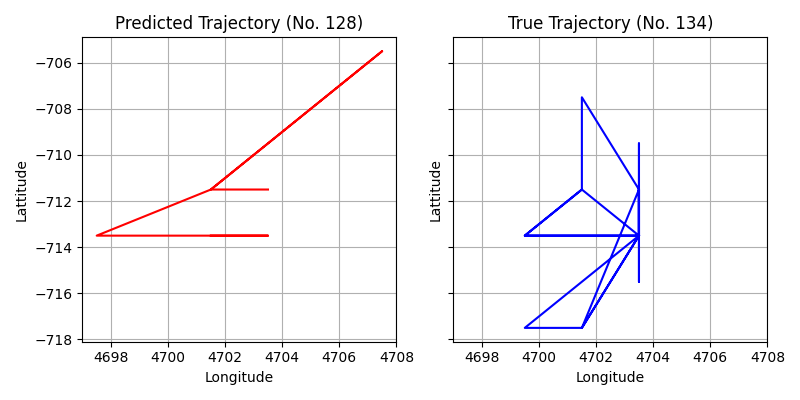 Predicted Trajectory (No. 128)
True Trajectory (No. 134)
−706
−708
−710
−712
−714
−716
−718
Lattitude
Lattitude
4698 4700 4702 4704 4706 4708
4698 4700 4702 4704 4706 4708
Longitude
Longitude